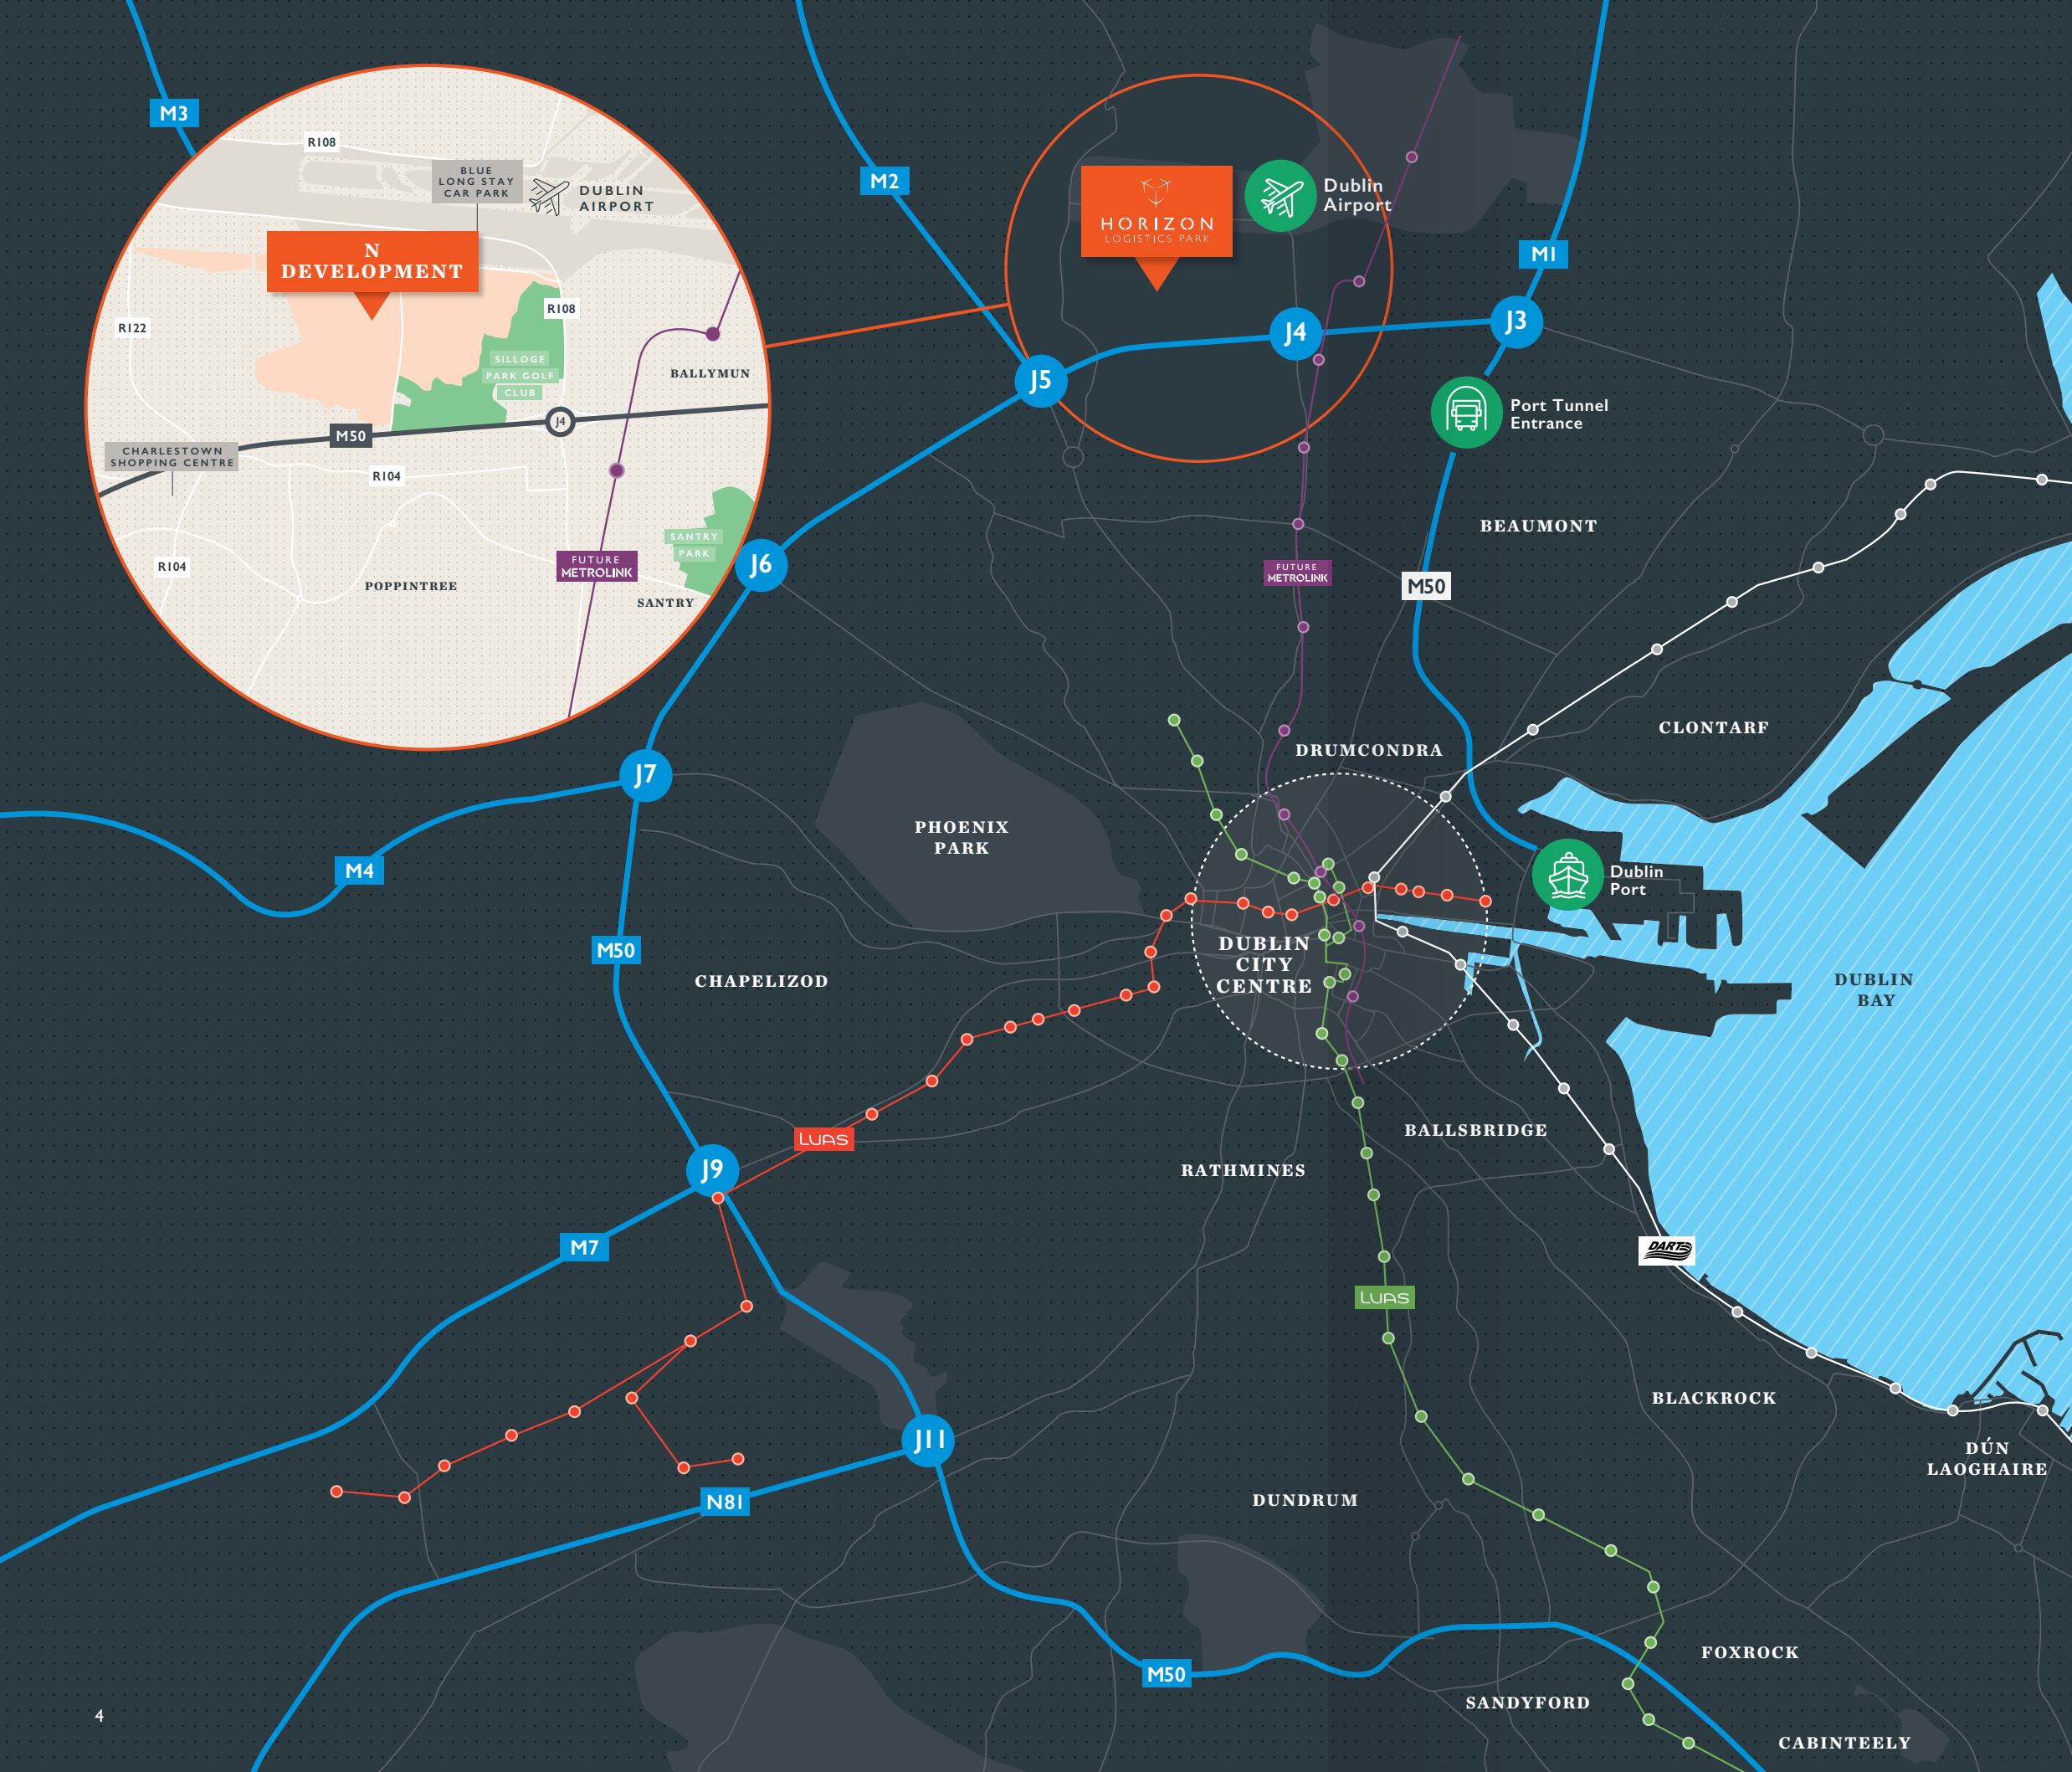 M3
R108
BLUE
LONG STAY
CAR PARK
DUBLIN
AIRPORT
N
DEVELOPMENT
R108
R122
SILLOGE
PARK GOLF
CLUB
BALLYMUN
J4
M50
CHARLESTOWN
SHOPPING CENTRE
R104
SANTRY
PARK
R104
FUTURE
METROLINK
POPPINTREE
SANTRY
M2
HORIZON
LOGISTICS PARK
Dublin
Airport
M1
J3
J4
J5
Port Tunnel
Entrance
BEAUMONT
J6
FUTURE
METROLINK
M50
CLONTARF
DRUMCONDRA
J7
PHOENIX
PARK
M4
Dublin
Port
M50
DUBLIN
CITY
CENTRE
CHAPELIZOD
DUBLIN
BAY
LUAS
BALLSBRIDGE
J9
RATHMINES
M7
DART
LUAS
BLACKROCK
J11
DÚN
LAOGHAIRE
N81
DUNDRUM
FOXROCK
M50
SANDYFORD
4
CABINTEELY